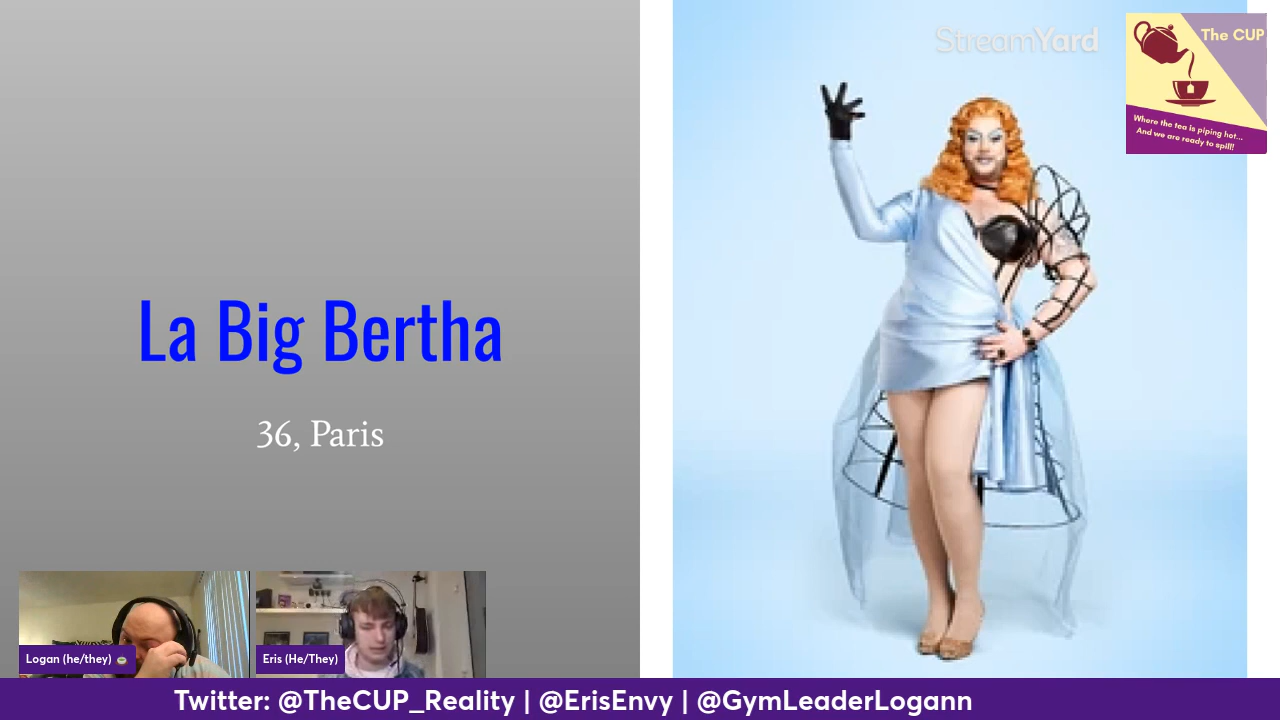 La Big Bertha
36, Paris
StreamYard
The CUP
Where the tea is piping hot...
And we are ready to spill!
Logan (he/they)
Eris (He/They)
Twitter: @TheCUP_Reality | @ErisEnvy | @GymLeaderLogann